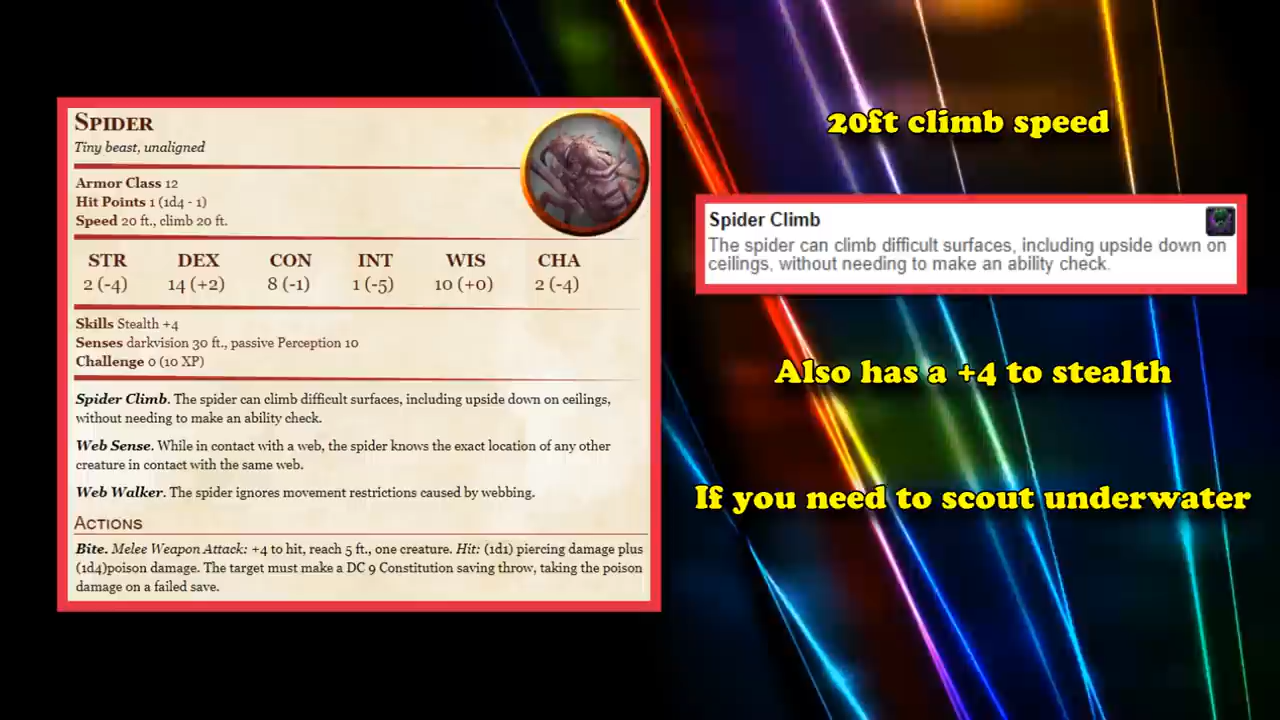 SPIDER
Tiny beast, unaligned
Armor Class 12
Hit Points 1 (1d4 - 1)
Speed 20 ft., climb 20 ft.
STR DEX CON INT WIS CHA
2 (-4) 14 (+2) 8 (-1) 1 (-5) 10 (+0) 2 (-4)
Skills Stealth +4
Senses darkvision 30 ft., passive Perception 10
Challenge 0 (10 XP)
Spider Climb. The spider can climb difficult surfaces, including upside down on ceilings,
without needing to make an ability check.
Web Sense. While in contact with a web, the spider knows the exact location of any other
creature in contact with the same web.
Web Walker. The spider ignores movement restrictions caused by webbing.
ACTIONS
Bite. Melee Weapon Attack: +4 to hit, reach 5 ft., one creature. Hit: (1d1) piercing damage plus
(1d4)poison damage. The target must make a DC 9 Constitution saving throw, taking the poison
damage on a failed save.
20ft climb speed
Spider Climb
The spider can climb difficult surfaces, including upside down on
ceilings, without needing to make an ability check.
Also has a +4 to stealth
If you need to scout underwater